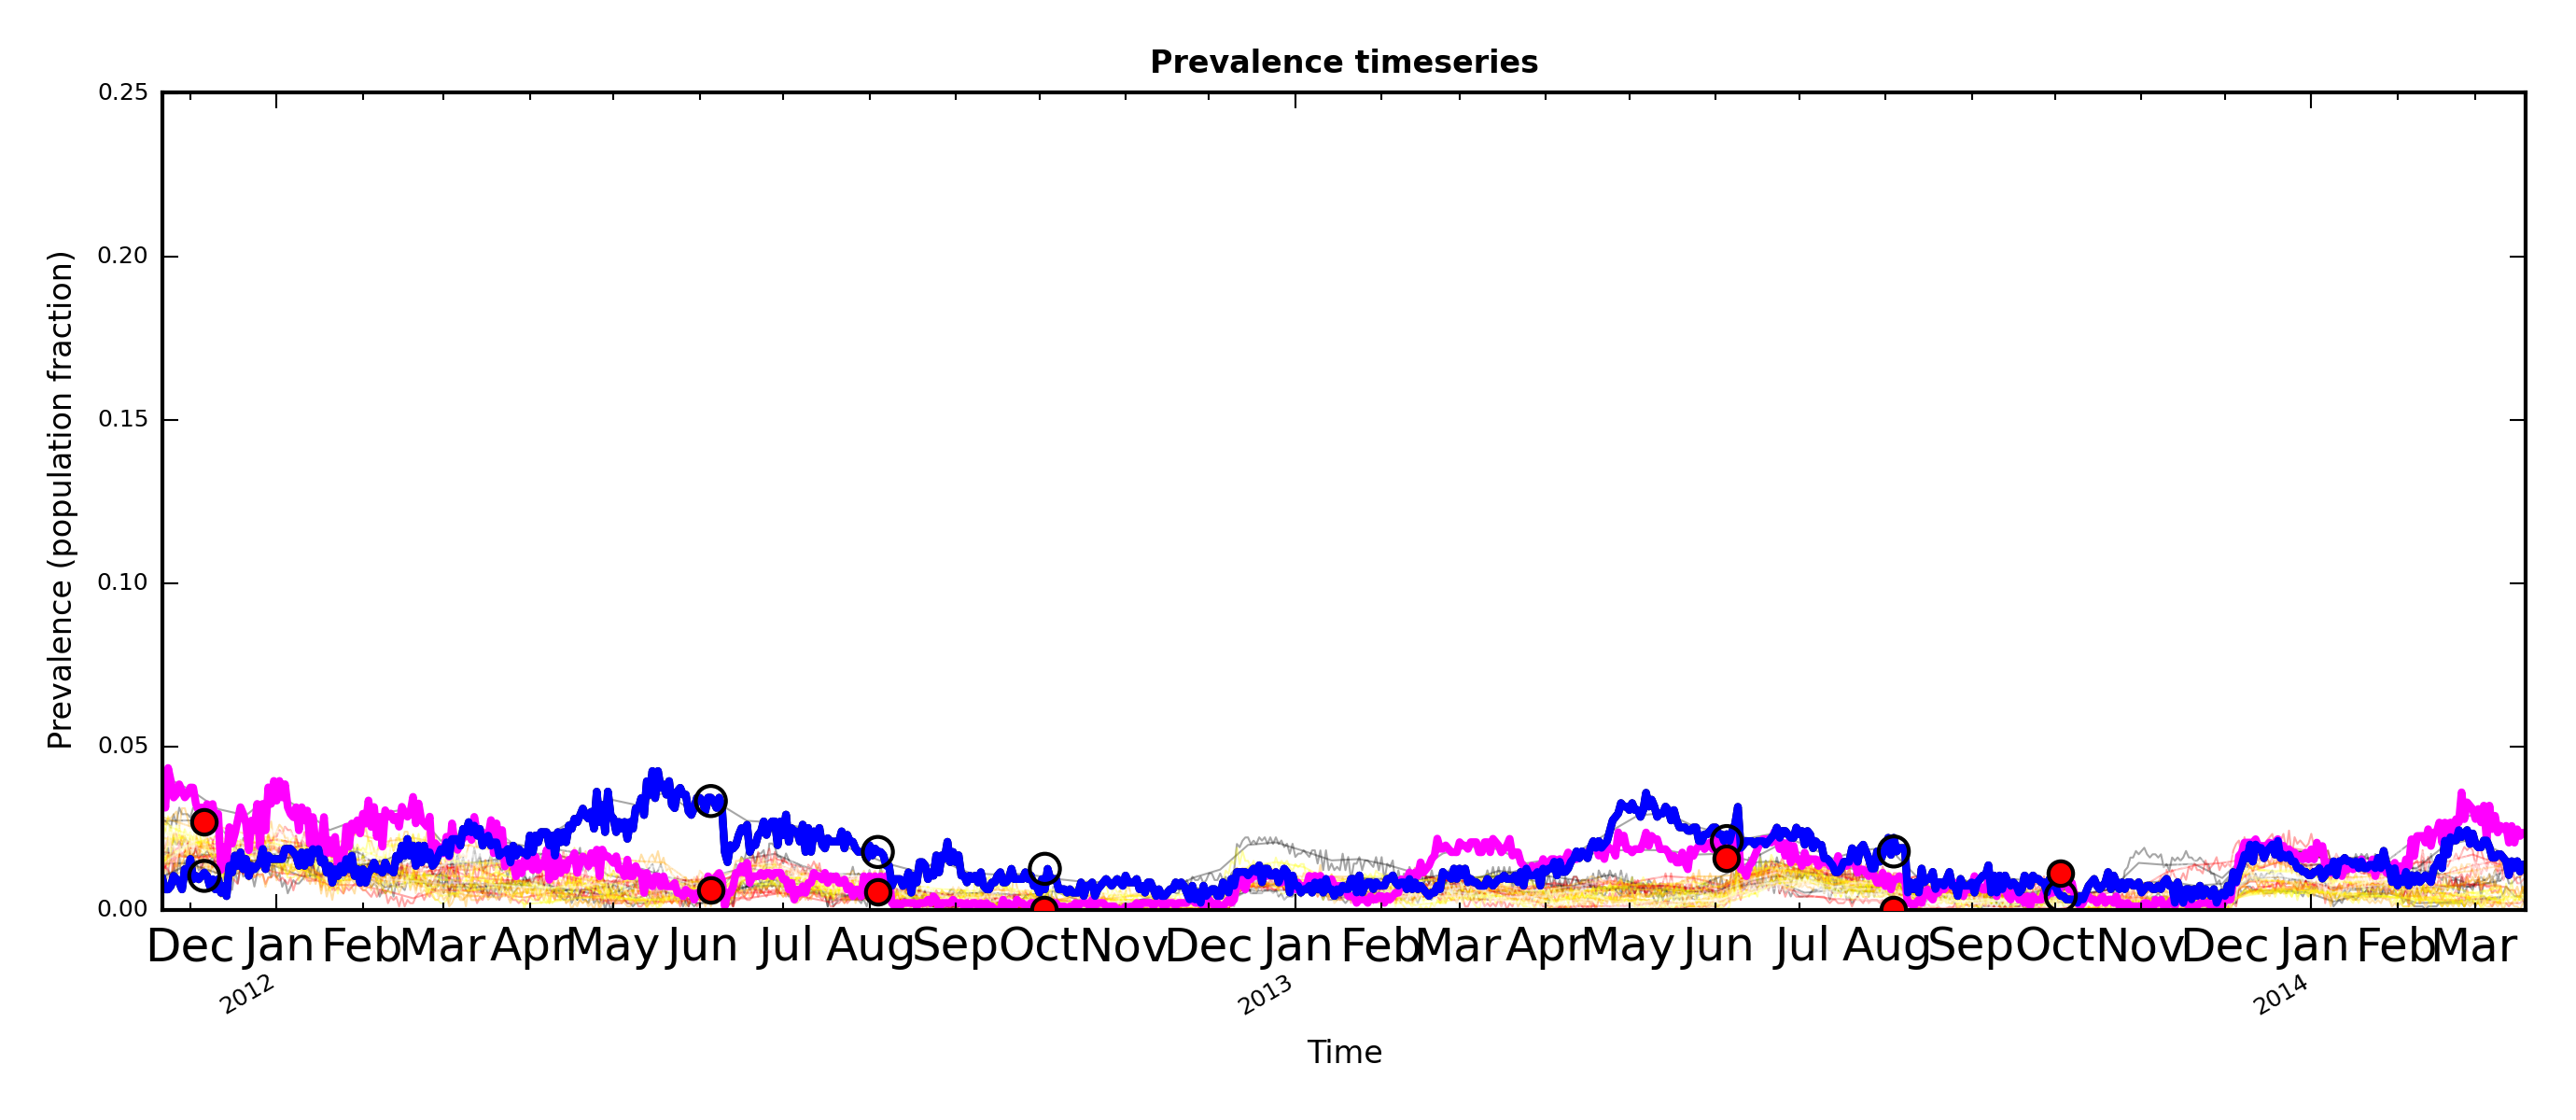 Prevalence timeseries
0.25
0.20
0.15
0.10
0.05
0.00
Prevalence (population fraction)
Dec Jan Feb Mar Apr May Jun Jul Aug Sep Oct Nov Dec Jan Feb Mar Apr May Jun Jul Aug Sep Oct Nov Dec Jan Feb Mar
2012 2013 2014
Time